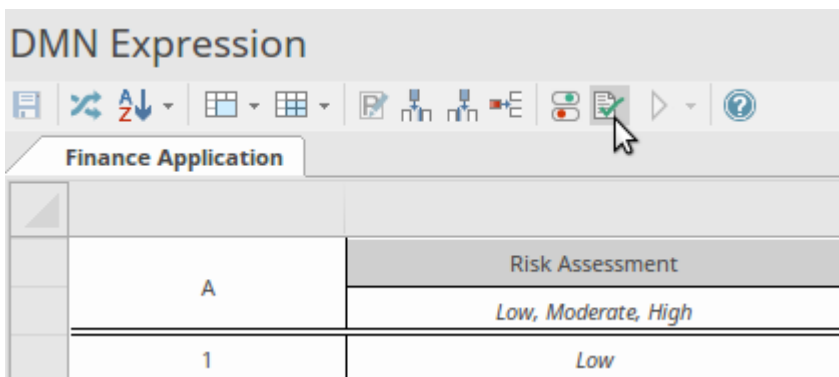 DMN Expression
Finance Application
Risk Assessment
A
Low, Moderate, High
1 Low